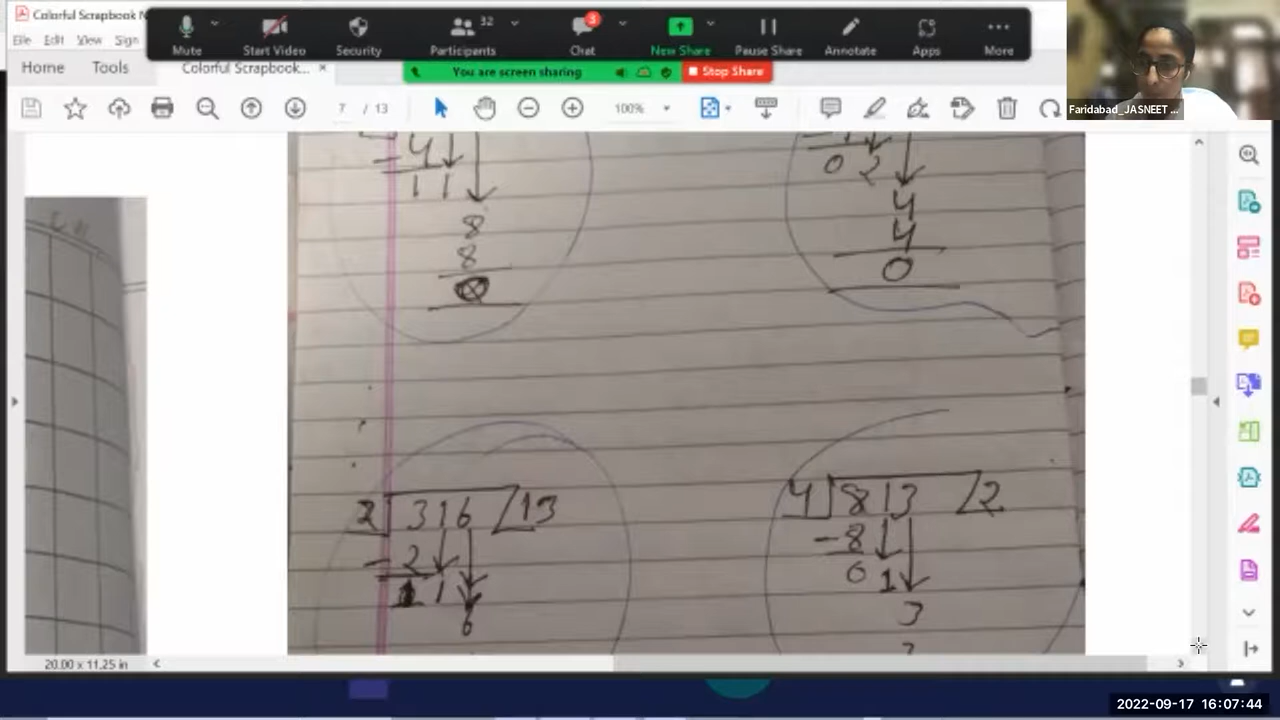 Colorful Scrapbook N
File Edit View Sign
Mute Start Video Security Participants 32 Chat 3 New Share Pause Share Annotate Apps More
Faridabad_JASNEET ...
Home Tools Colorful Scrapbook... ×
You are screen sharing Stop Share
7 / 13 100%
- 4 0 2
1 1 4
8 4
8 0
2 316 13 4 813 2
- 2 - 8
1 1 0 1
6 3
20.00 x 11.25 in
2022-09-17 16:07:44